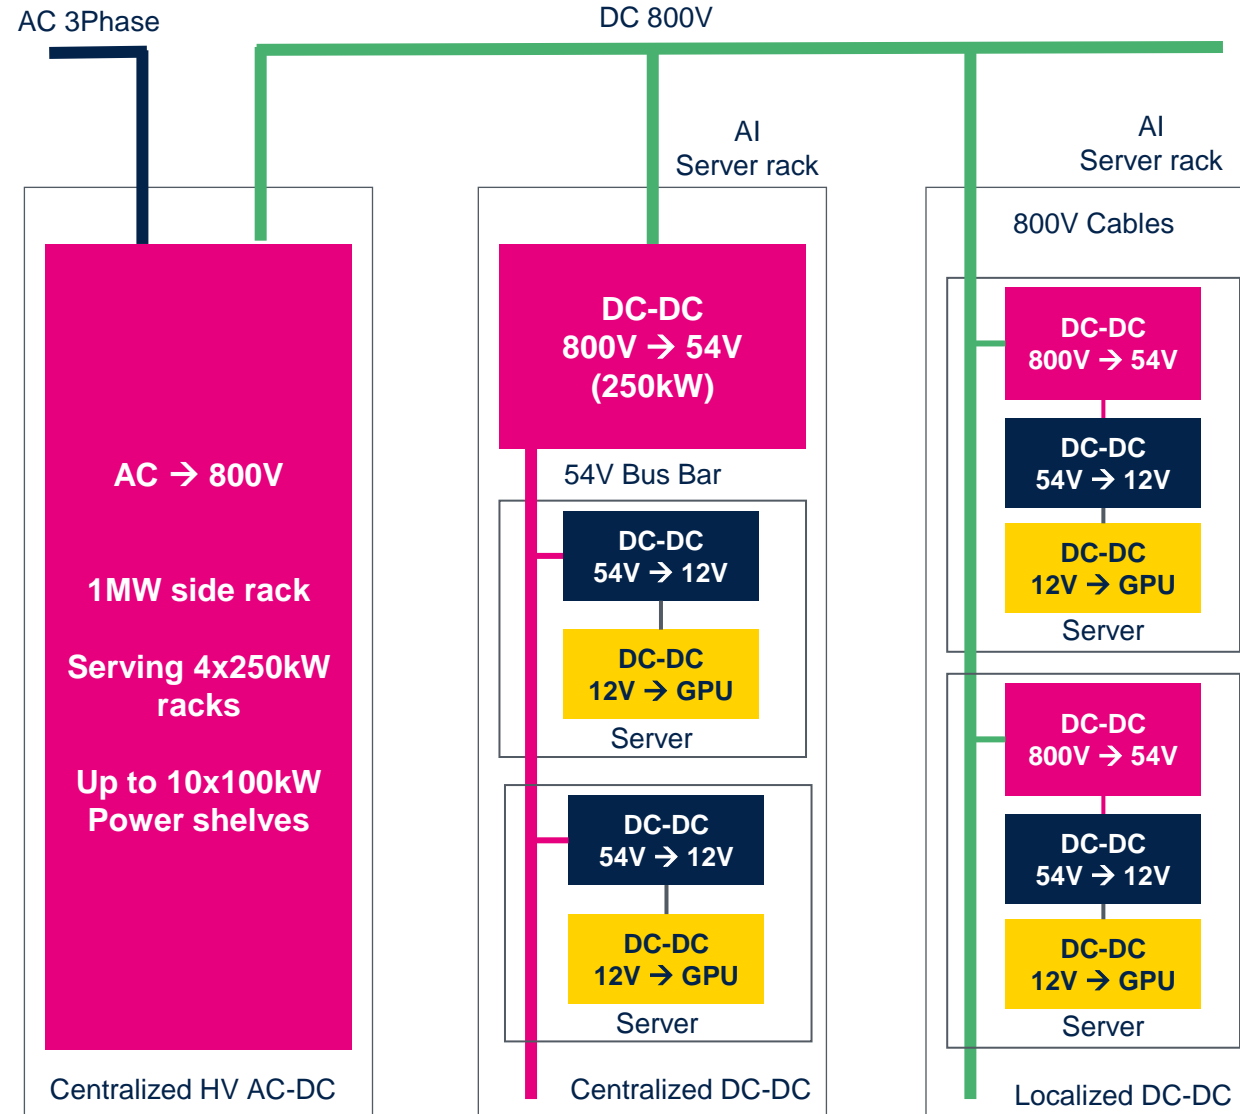 AC 3Phase
DC 800V
AC → 800V
1MW side rack
Serving 4x250kW
racks
Up to 10x100kW
Power shelves
Centralized HV AC-DC
AI
Server rack
DC-DC
800V → 54V
(250kW)
54V Bus Bar
DC-DC
54V → 12V
DC-DC
12V → GPU
Server
DC-DC
54V → 12V
DC-DC
12V → GPU
Server
Centralized DC-DC
AI
Server rack
800V Cables
DC-DC
800V → 54V
DC-DC
54V → 12V
DC-DC
12V → GPU
Server
DC-DC
800V → 54V
DC-DC
54V → 12V
DC-DC
12V → GPU
Server
Localized DC-DC